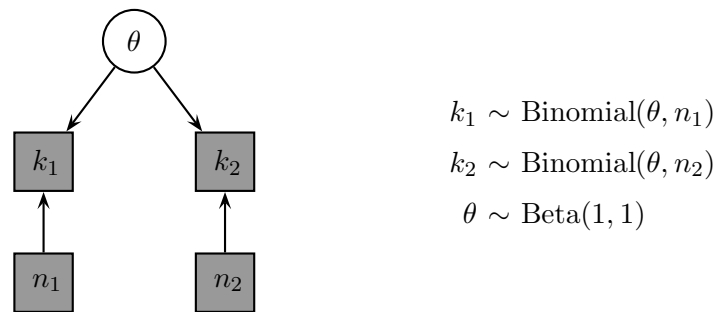 θ
k₁ k₂
n₁ n₂
k₁ ∼ Binomial(θ, n₁)
k₂ ∼ Binomial(θ, n₂)
θ ∼ Beta(1, 1)